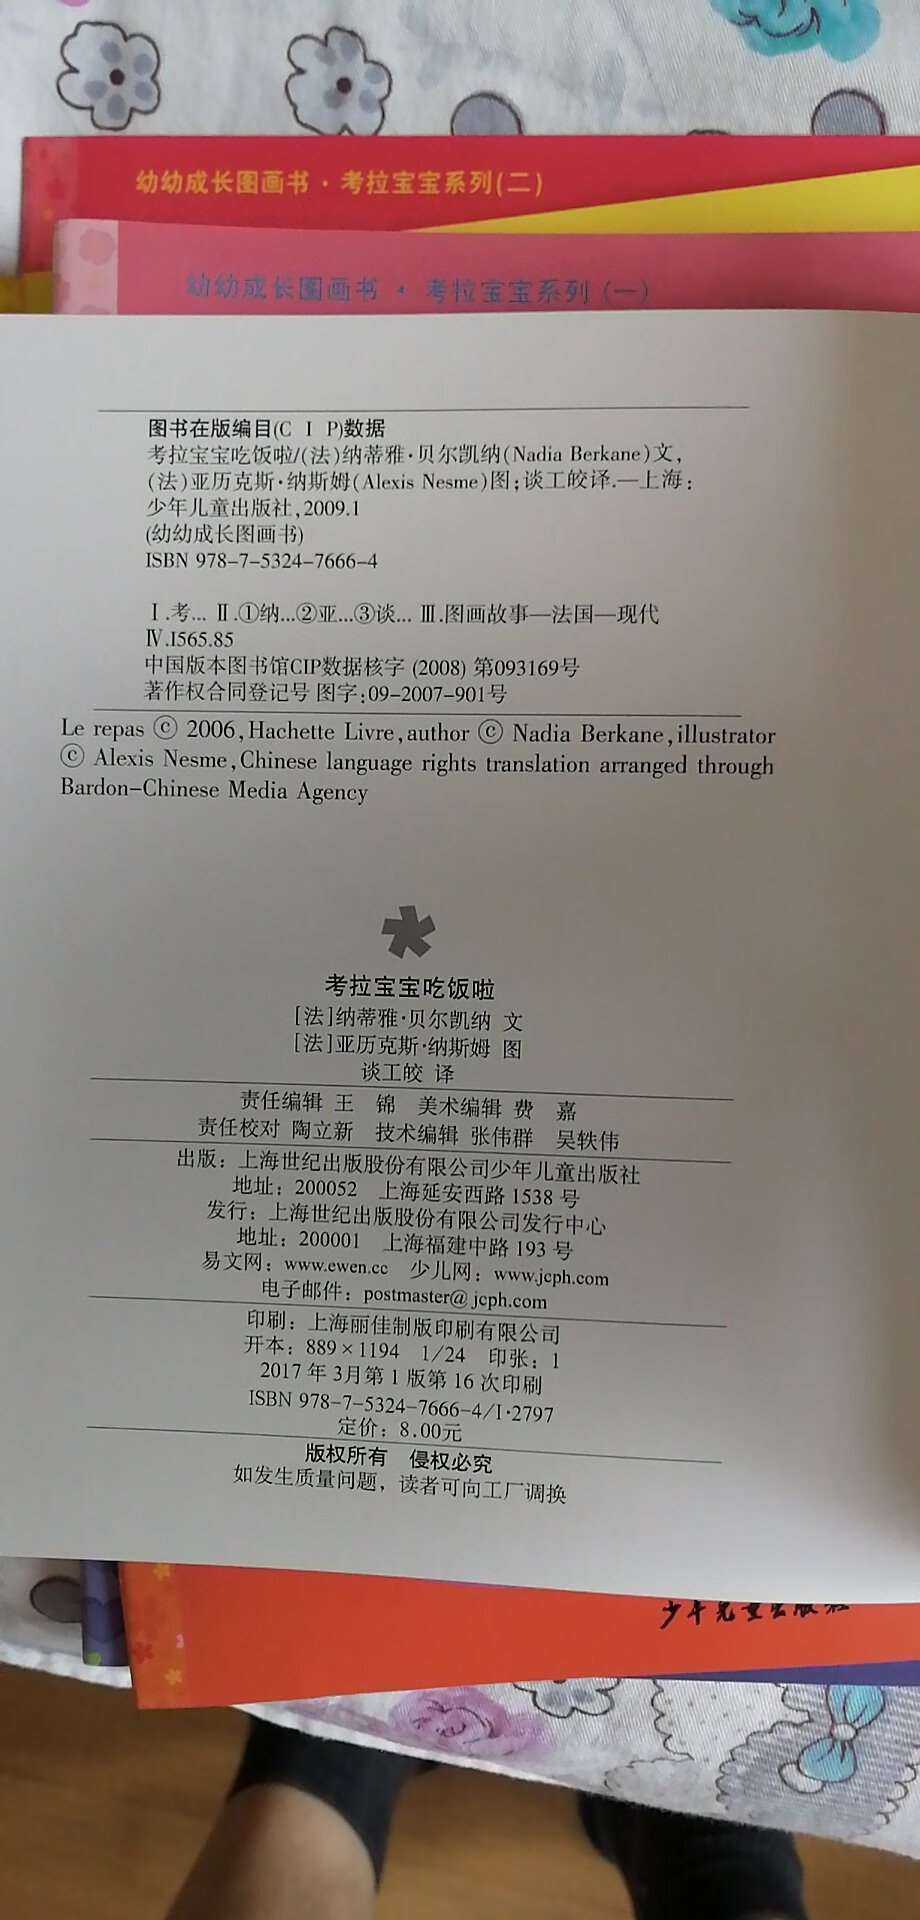 幼幼成长图画书·考拉宝宝系列(二)
幼幼成长图画书·考拉宝宝系列(一)
图书在版编目(C I P)数据
考拉宝宝吃饭啦/(法)纳蒂雅·贝尔凯纳(Nadia Berkane)文,
(法)亚历克斯·纳斯姆(Alexis Nesme)图;谈工皎译.—上海:
少年儿童出版社,2009.1
(幼幼成长图画书)
ISBN 978-7-5324-7666-4
Ⅰ.考… Ⅱ.①纳…②亚…③谈… Ⅲ.图画故事—法国—现代
Ⅳ.I565.85
中国版本图书馆CIP数据核字 (2008) 第093169号
著作权合同登记号 图字:09-2007-901号
Le repas ⓒ 2006,Hachette Livre,author ⓒ Nadia Berkane,illustrator
ⓒ Alexis Nesme,Chinese language rights translation arranged through
Bardon-Chinese Media Agency
考拉宝宝吃饭啦
[法]纳蒂雅·贝尔凯纳 文
[法]亚历克斯·纳斯姆 图
谈工皎 译
责任编辑 王 锦 美术编辑 费 嘉
责任校对 陶立新 技术编辑 张伟群 吴轶伟
出版:上海世纪出版股份有限公司少年儿童出版社
地址:200052 上海延安西路1538号
发行:上海世纪出版股份有限公司发行中心
地址:200001 上海福建中路193号
易文网:www.ewen.cc 少儿网:www.jcph.com
电子邮件:postmaster@jcph.com
印刷:上海丽佳制版印刷有限公司
开本:889×1194 1/24 印张:1
2017年3月第1版第16次印刷
ISBN 978-7-5324-7666-4/I·2797
定价:8.00元
版权所有 侵权必究
如发生质量问题,读者可向工厂调换
少年儿童出版社